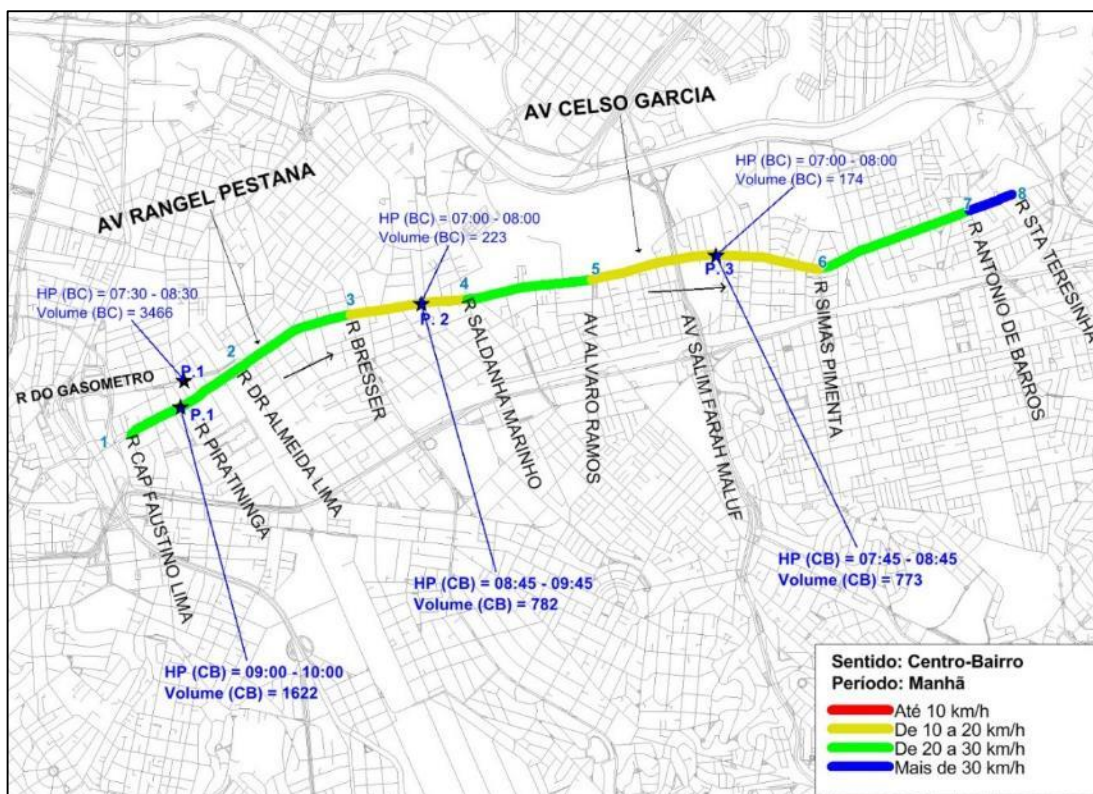 AV CELSO GARCIA
AV RANGEL PESTANA
HP (BC) = 07:00 - 08:00
Volume (BC) = 174
HP (BC) = 07:00 - 08:00
Volume (BC) = 223
HP (BC) = 07:30 - 08:30
Volume (BC) = 3466
R DO GASOMETRO
P.1
P.1
P. 2
P. 3
1
2
3
4
5
6
7
8
R CAP FAUSTINO LIMA
R PIRATININGA
R DR ALMEIDA LIMA
R BRESSER
R SALDANHA MARINHO
AV ALVARO RAMOS
AV SALIM FARAH MALUF
R SIMAS PIMENTA
R ANTONIO DE BARROS
R STA TERESINHA
HP (CB) = 07:45 - 08:45
Volume (CB) = 773
HP (CB) = 08:45 - 09:45
Volume (CB) = 782
HP (CB) = 09:00 - 10:00
Volume (CB) = 1622
Sentido: Centro-Bairro
Período: Manhã
Até 10 km/h
De 10 a 20 km/h
De 20 a 30 km/h
Mais de 30 km/h